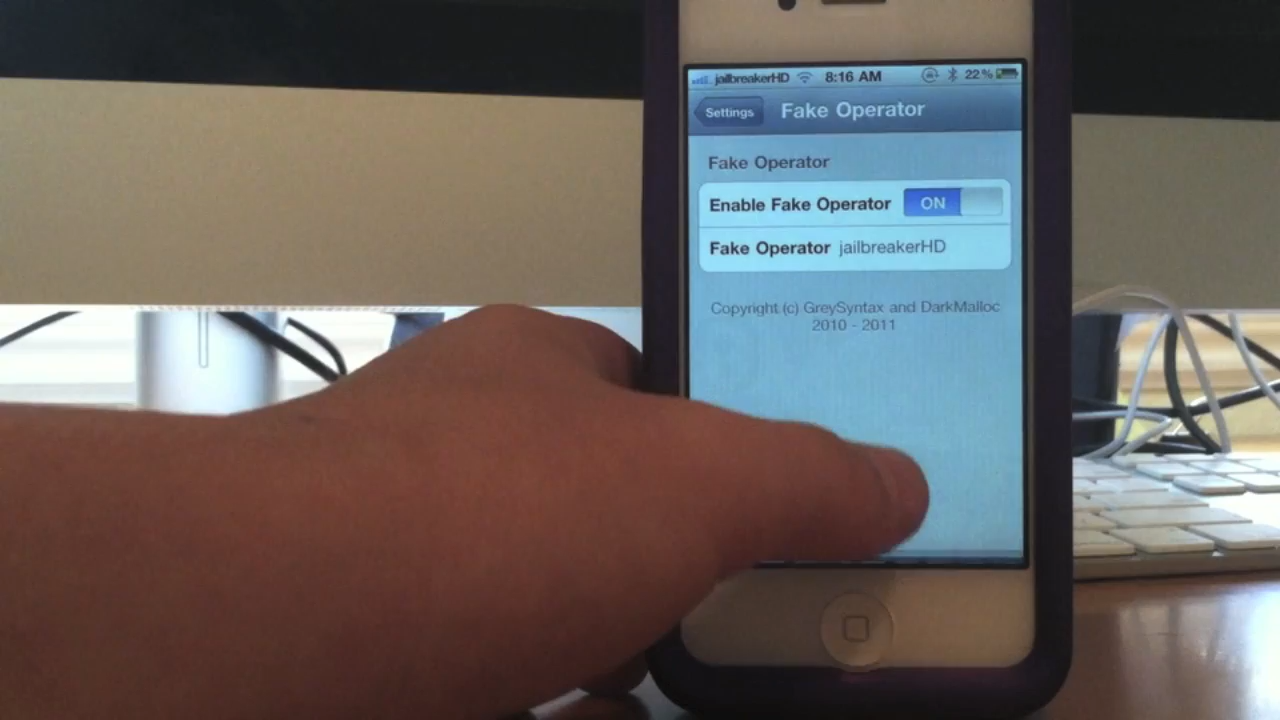 jailbreakerHD 8:16 AM 22%
Settings Fake Operator
Fake Operator
Enable Fake Operator ON
Fake Operator jailbreakerHD
Copyright (c) GreySyntax and DarkMalloc
2010 - 2011